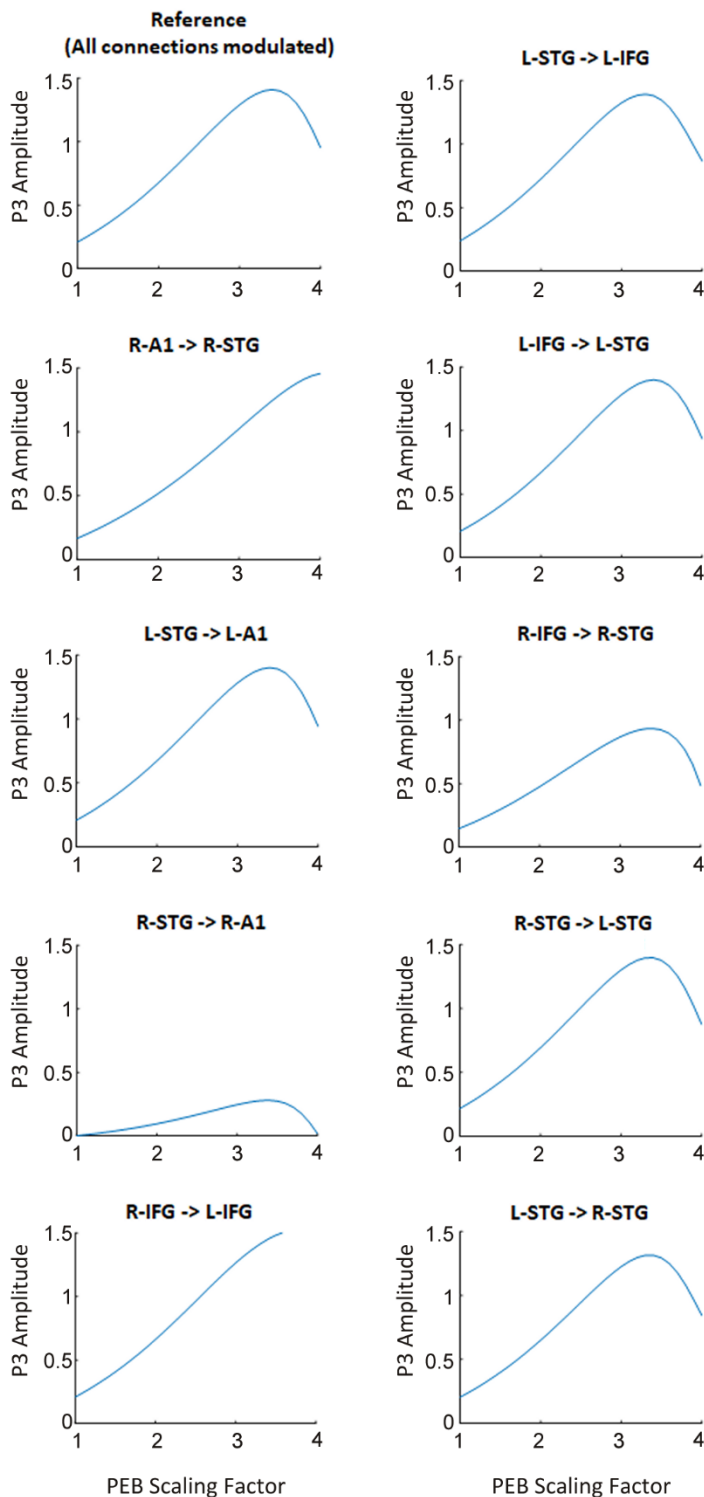 Reference
(All connections modulated)
P3 Amplitude
1.5
1
0.5
0
1 2 3 4
L-STG -> L-IFG
P3 Amplitude
1.5
1
0.5
0
1 2 3 4
R-A1 -> R-STG
P3 Amplitude
1.5
1
0.5
0
1 2 3 4
L-IFG -> L-STG
P3 Amplitude
1.5
1
0.5
0
1 2 3 4
L-STG -> L-A1
P3 Amplitude
1.5
1
0.5
0
1 2 3 4
R-IFG -> R-STG
P3 Amplitude
1.5
1
0.5
0
1 2 3 4
R-STG -> R-A1
P3 Amplitude
1.5
1
0.5
0
1 2 3 4
R-STG -> L-STG
P3 Amplitude
1.5
1
0.5
0
1 2 3 4
R-IFG -> L-IFG
P3 Amplitude
1.5
1
0.5
0
1 2 3 4
PEB Scaling Factor
L-STG -> R-STG
P3 Amplitude
1.5
1
0.5
0
1 2 3 4
PEB Scaling Factor